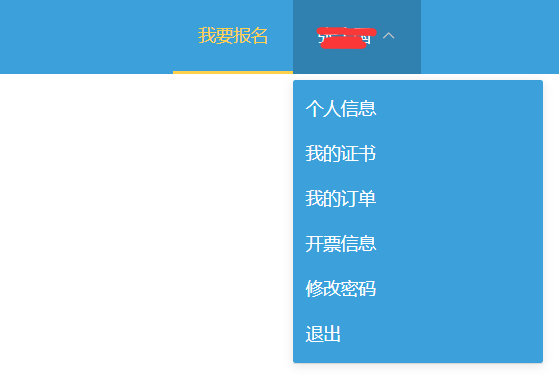 我要报名
个人信息
我的证书
我的订单
开票信息
修改密码
退出